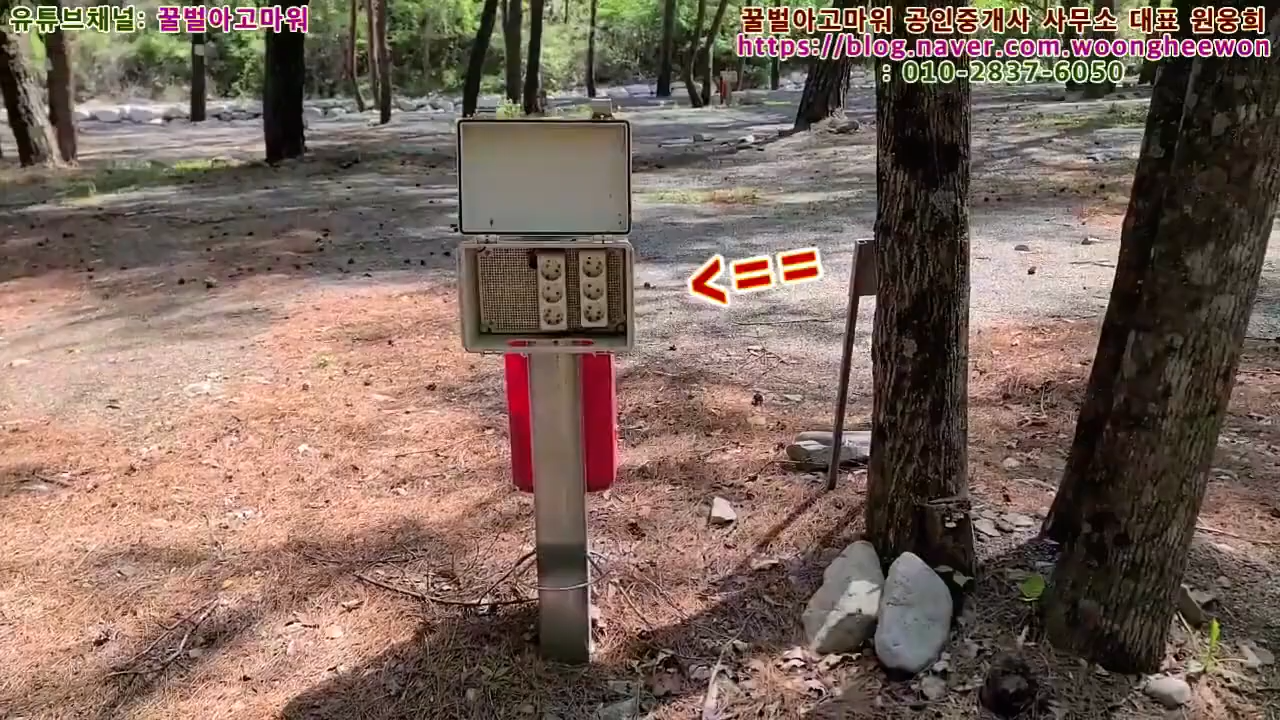 유튜브채널: 꿀벌아고마워
꿀벌아고마워 공인중개사 사무소 대표 원웅희
https://blog.naver.com.woongheewon
: 010-2837-6050
<==